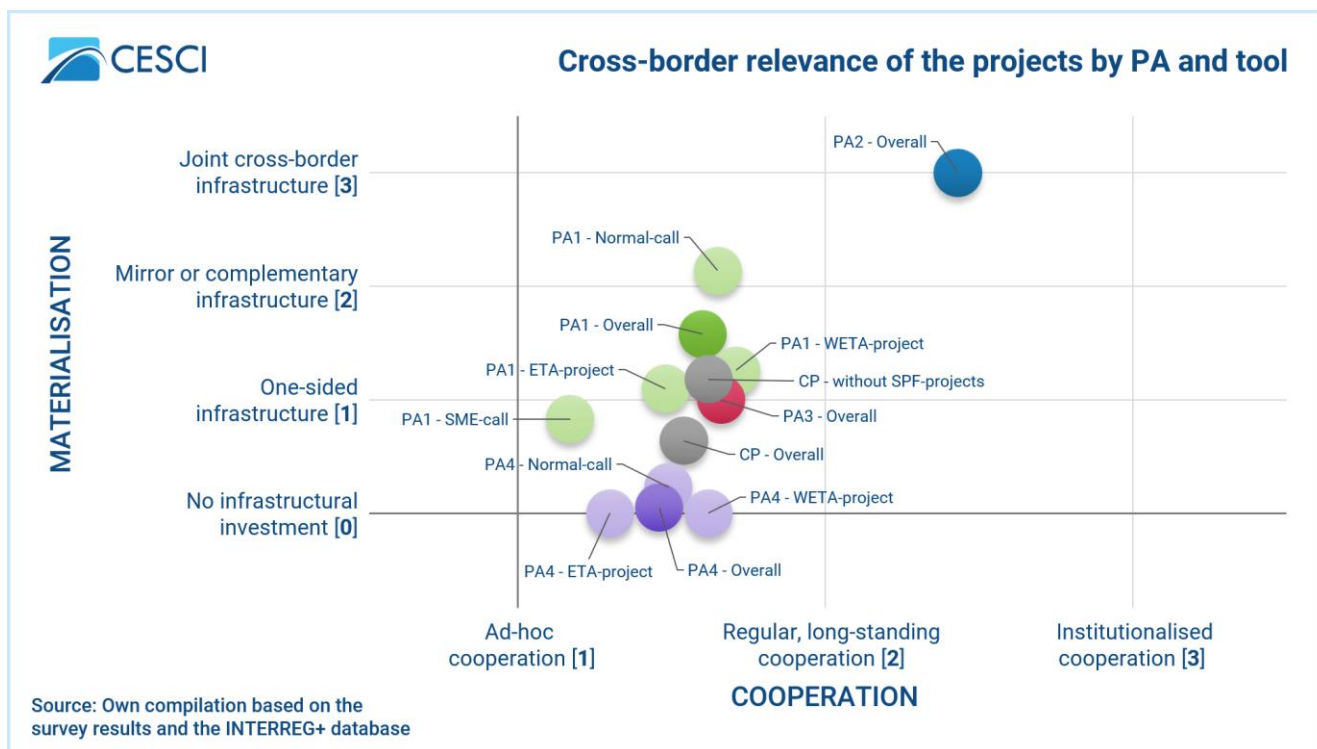 CESCI
Cross-border relevance of the projects by PA and tool
MATERIALISATION
Joint cross-border
infrastructure [3]
Mirror or complementary
infrastructure [2]
One-sided
infrastructure [1]
No infrastructural
investment [0]
PA2 - Overall
PA1 - Normal-call
PA1 - Overall
PA1 - WETA-project
PA1 - ETA-project
CP - without SPF-projects
PA1 - SME-call
PA3 - Overall
CP - Overall
PA4 - Normal-call
PA4 - WETA-project
PA4 - ETA-project
PA4 - Overall
Ad-hoc
cooperation [1]
Regular, long-standing
cooperation [2]
Institutionalised
cooperation [3]
COOPERATION
Source: Own compilation based on the
survey results and the INTERREG+ database